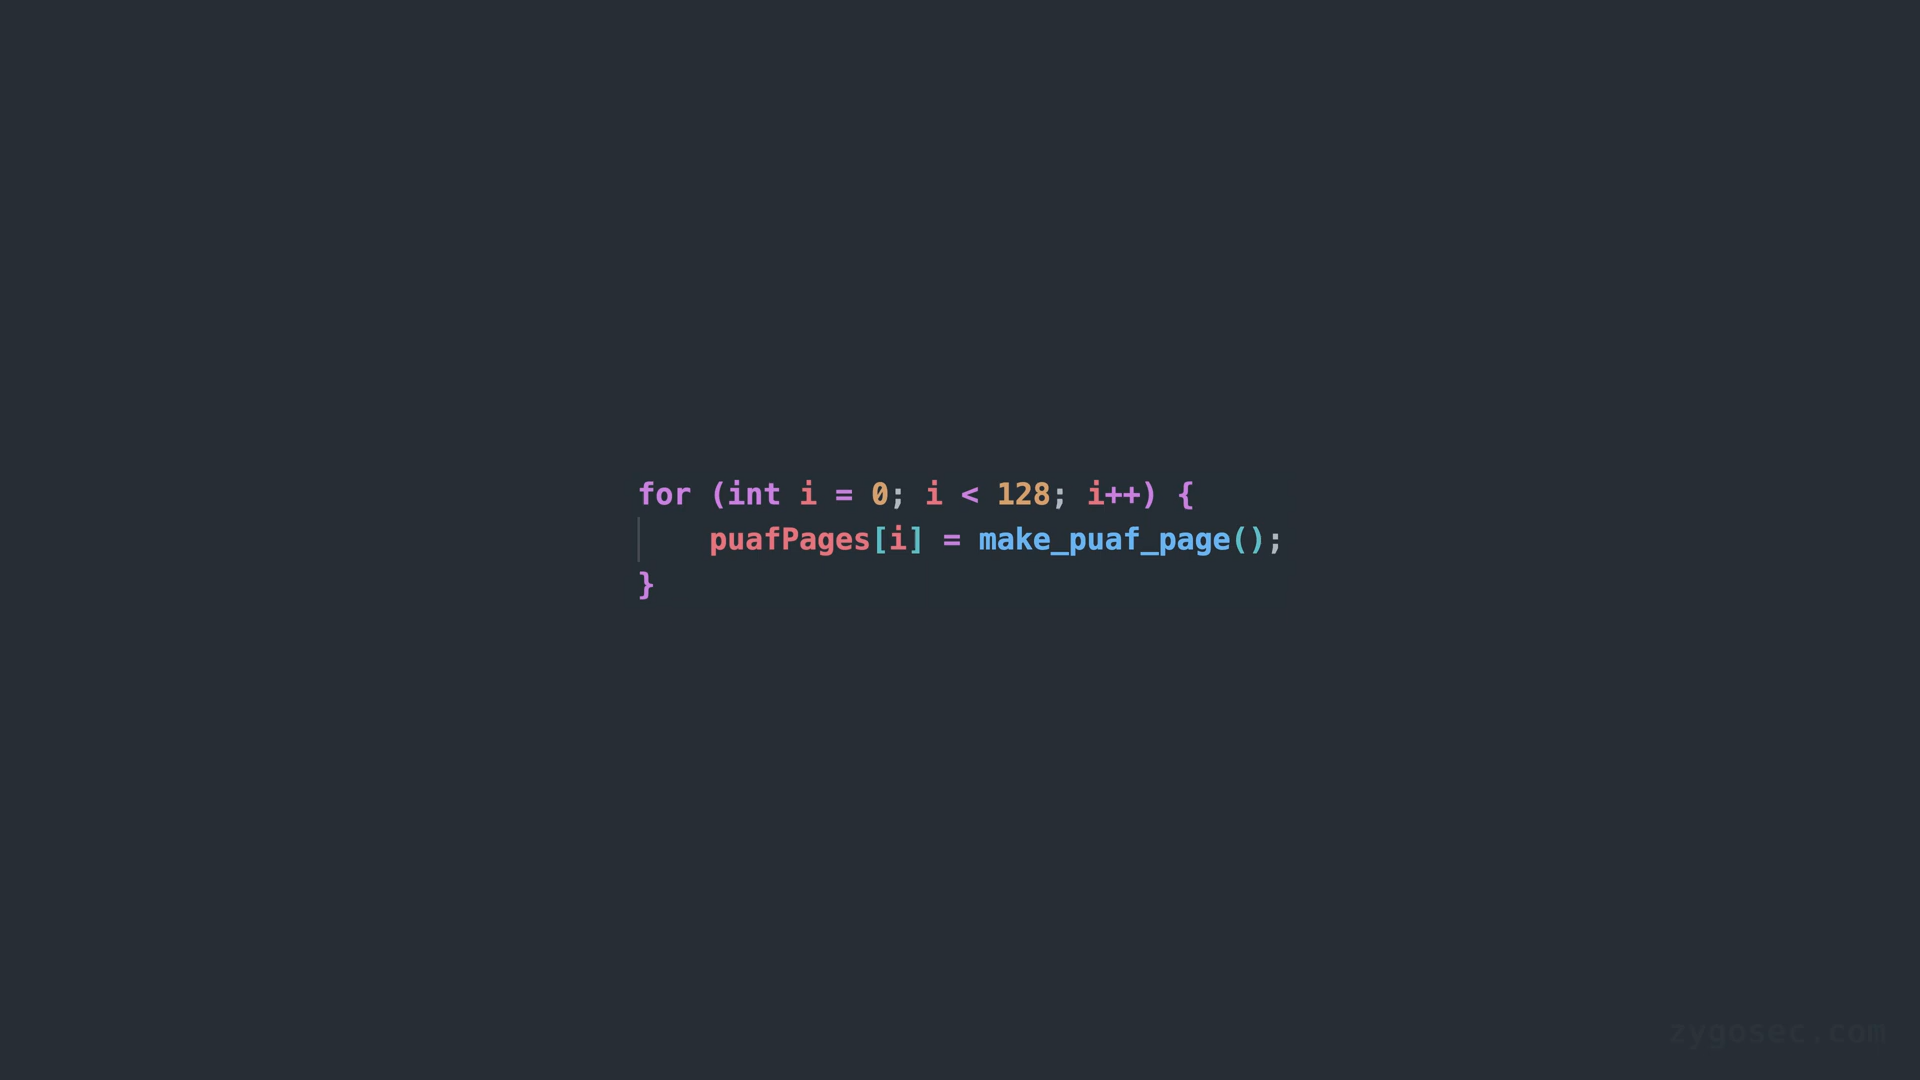 for (int i = 0; i < 128; i++) {
    puafPages[i] = make_puaf_page();
}
zygosec.com